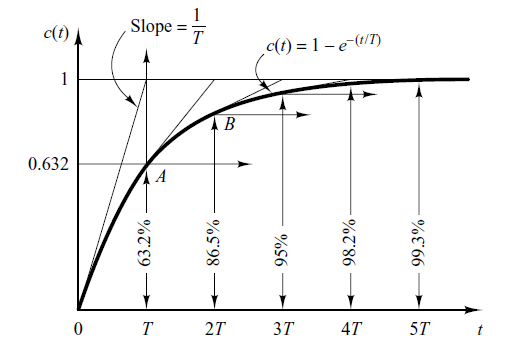 c(t)
Slope = 1/T
c(t) = 1 – e^–(t/T)
1
B
0.632
A
63.2%
86.5%
95%
98.2%
99.3%
0 T 2T 3T 4T 5T t